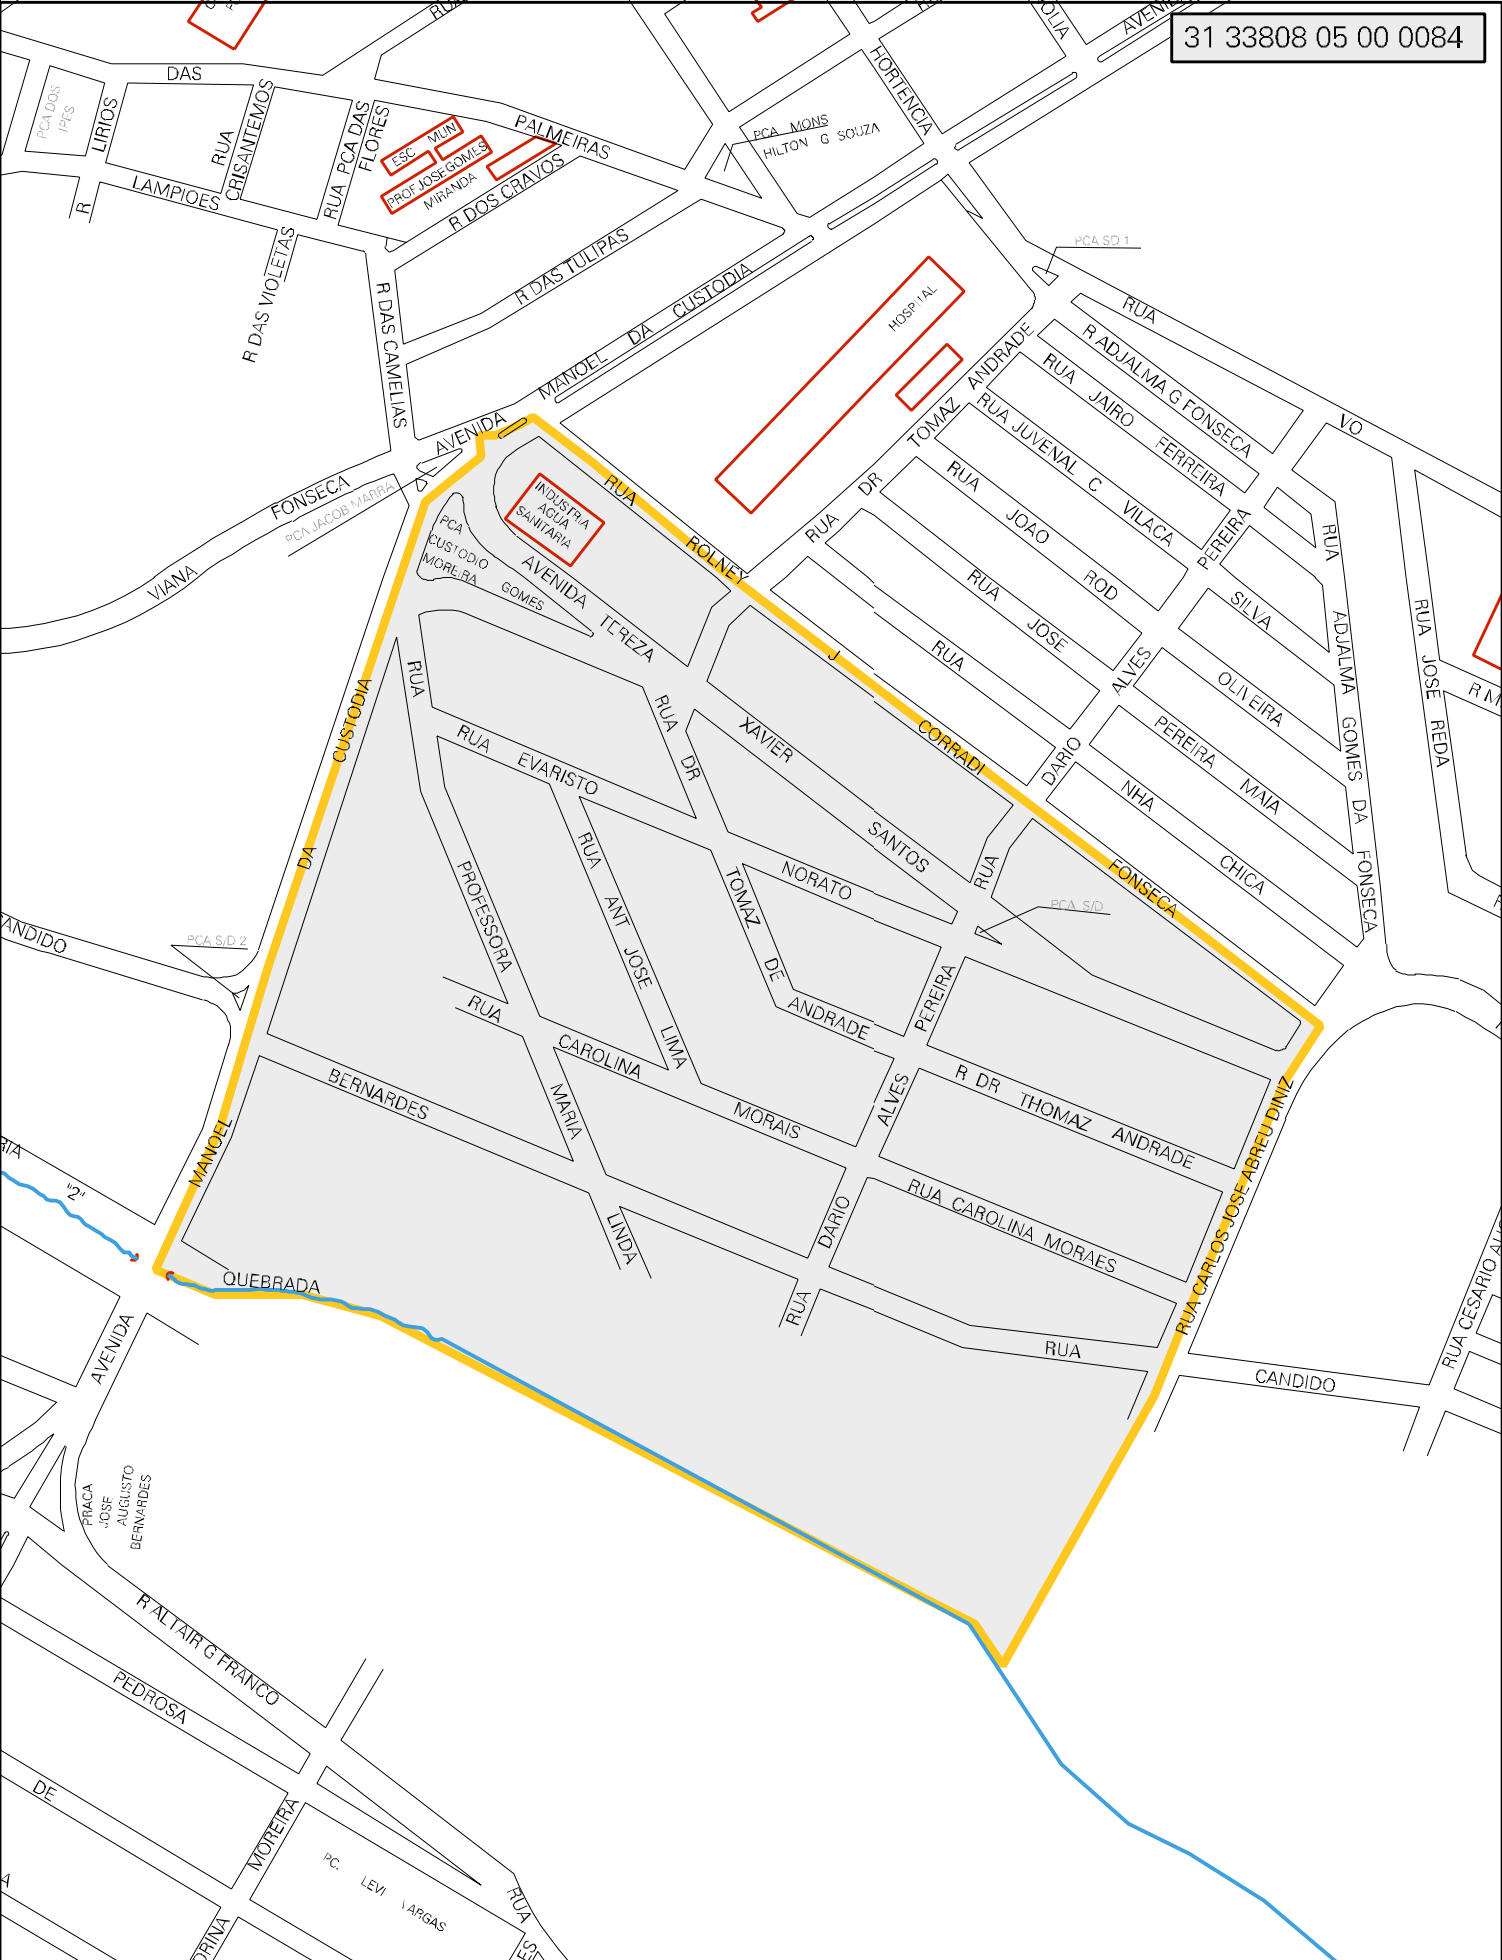 31 33808 05 00 0084
RUA
AVENIDA
HORTENCIA
DAS
PALMEIRAS
PCA DOS
IPES
LIRIOS
RUA
CRISANTEMOS
RUA PCA DAS
FLORES
ESC MUN
PROF JOSE GOMES
MIRANDA
R DOS CRAVOS
PCA MONS
HILTON G SOUZA
LAMPIOES
R
R DAS VIOLETAS
R DAS CAMELIAS
R DAS TULIPAS
MANOEL DA CUSTODIA
PCA SD 1
HOSPITAL
RUA
VO
R ADJALMA G FONSECA
RUA JAIRO FERREIRA
RUA JUVENAL C VILACA
RUA DR TOMAZ ANDRADE
RUA JOAO ROD
RUA JOSE
RUA
SILVA
OLIVEIRA
PEREIRA MAIA
NHA CHICA
DARIO ALVES PEREIRA
RUA ADJALMA GOMES DA FONSECA
RUA JOSE REDA
AVENIDA
VIANA FONSECA
PCA JACOB MARRA
INDUSTRIA
AGUA
SANITARIA
PCA
CUSTODIO
MOREIRA GOMES
AVENIDA TEREZA
XAVIER SANTOS
RUA ROLNEY J CORRADI FONSECA
RUA PROFESSORA
MARIA
LINDA
RUA EVARISTO
NORATO
RUA DR
TOMAZ DE
ANDRADE
RUA ANT JOSE LIMA
RUA
CAROLINA
MORAIS
BERNARDES
PCA S/D
RUA
PEREIRA
ALVES
DARIO
RUA
R DR THOMAZ ANDRADE
RUA CAROLINA MORAES
RUA
CANDIDO
RUA CARLOS JOSE ABREU DINIZ
MANOEL DA CUSTODIA
PCA S/D 2
"2"
QUEBRADA
AVENIDA
PRACA
JOSE
AUGUSTO
BERNARDES
R ALTAIR G FRANCO
PEDROSA
DE
MOREIRA
PC. LEVI
RUA